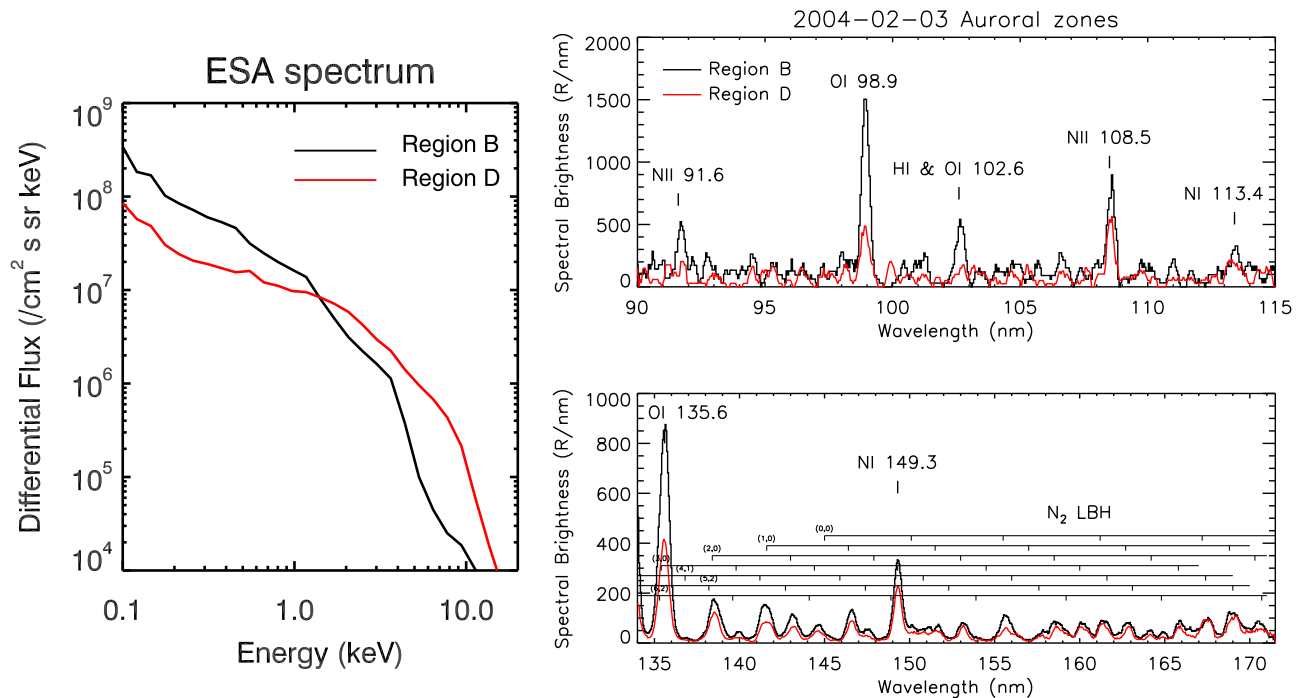 ESA spectrum
Differential Flux (/cm² s sr keV)
10⁹
10⁸
10⁷
10⁶
10⁵
10⁴
Region B
Region D
0.1
1.0
10.0
Energy (keV)
2004-02-03 Auroral zones
Spectral Brightness (R/nm)
2000
1500
1000
500
0
Region B
Region D
NII 91.6
OI 98.9
HI & OI 102.6
NII 108.5
NI 113.4
90
95
100
105
110
115
Wavelength (nm)
Spectral Brightness (R/nm)
1000
800
600
400
200
0
OI 135.6
NI 149.3
N₂ LBH
(0,0)
(1,0)
(2,0)
(3,0)
(4,1)
(5,2)
(6,2)
135
140
145
150
155
160
165
170
Wavelength (nm)